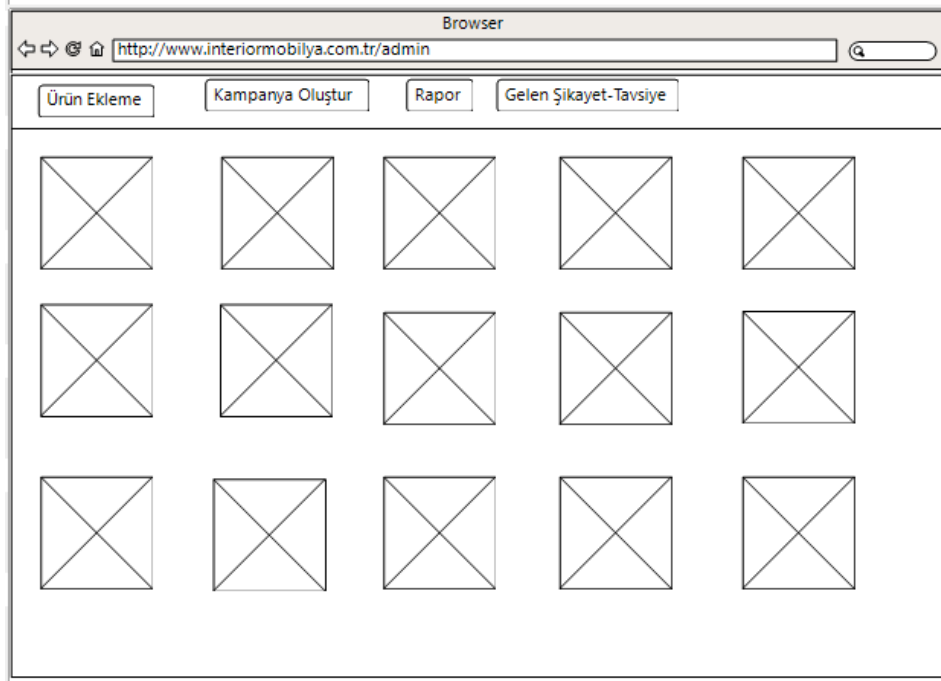 Browser
http://www.interiormobilya.com.tr/admin
Ürün Ekleme
Kampanya Oluştur
Rapor
Gelen Şikayet-Tavsiye